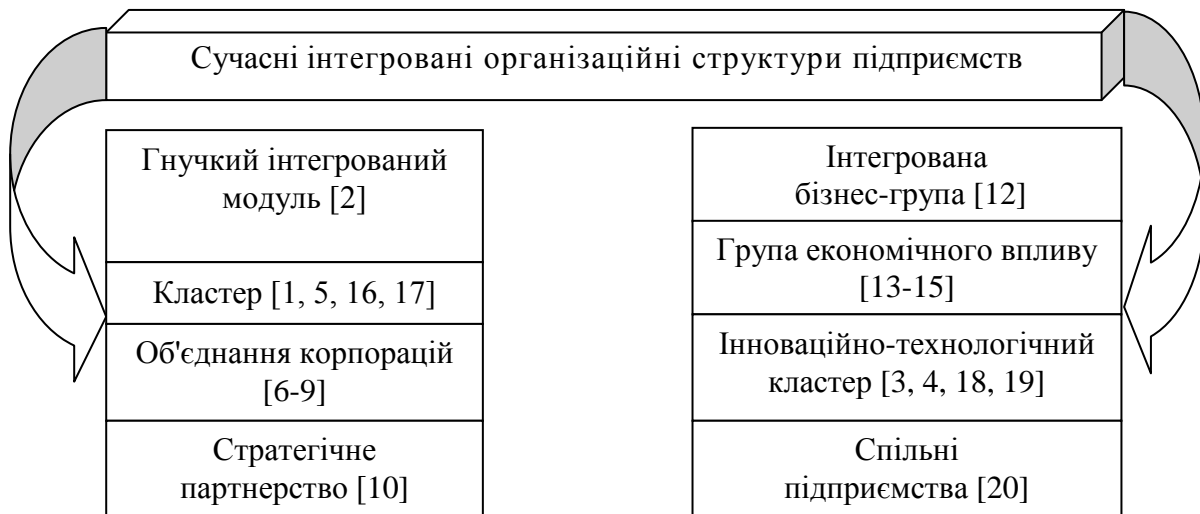 Сучасні інтегровані організаційні структури підприємств
Гнучкий інтегрований
модуль [2]
Кластер [1, 5, 16, 17]
Об'єднання корпорацій
[6-9]
Стратегічне
партнерство [10]
Інтегрована
бізнес-група [12]
Група економічного впливу
[13-15]
Інноваційно-технологічний
кластер [3, 4, 18, 19]
Спільні
підприємства [20]